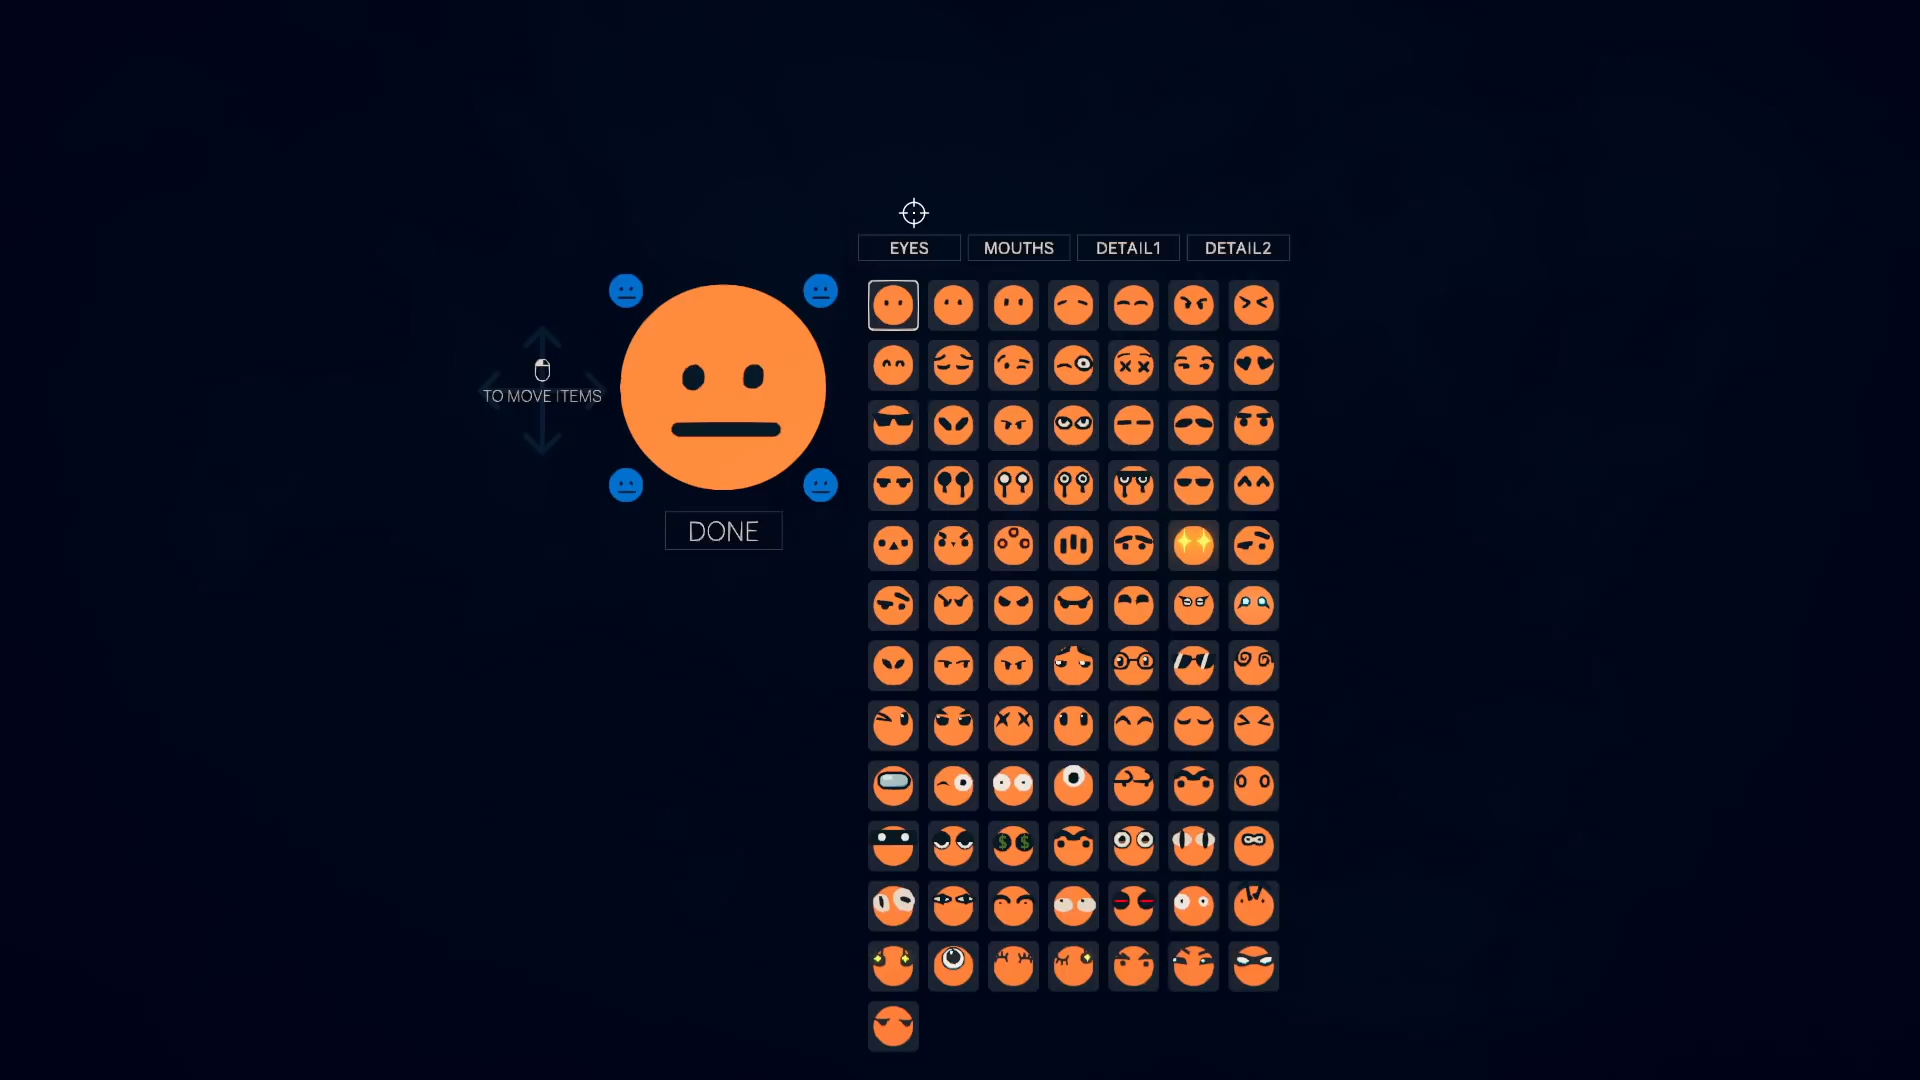 EYES MOUTHS DETAIL1 DETAIL2
TO MOVE ITEMS
DONE
$ $